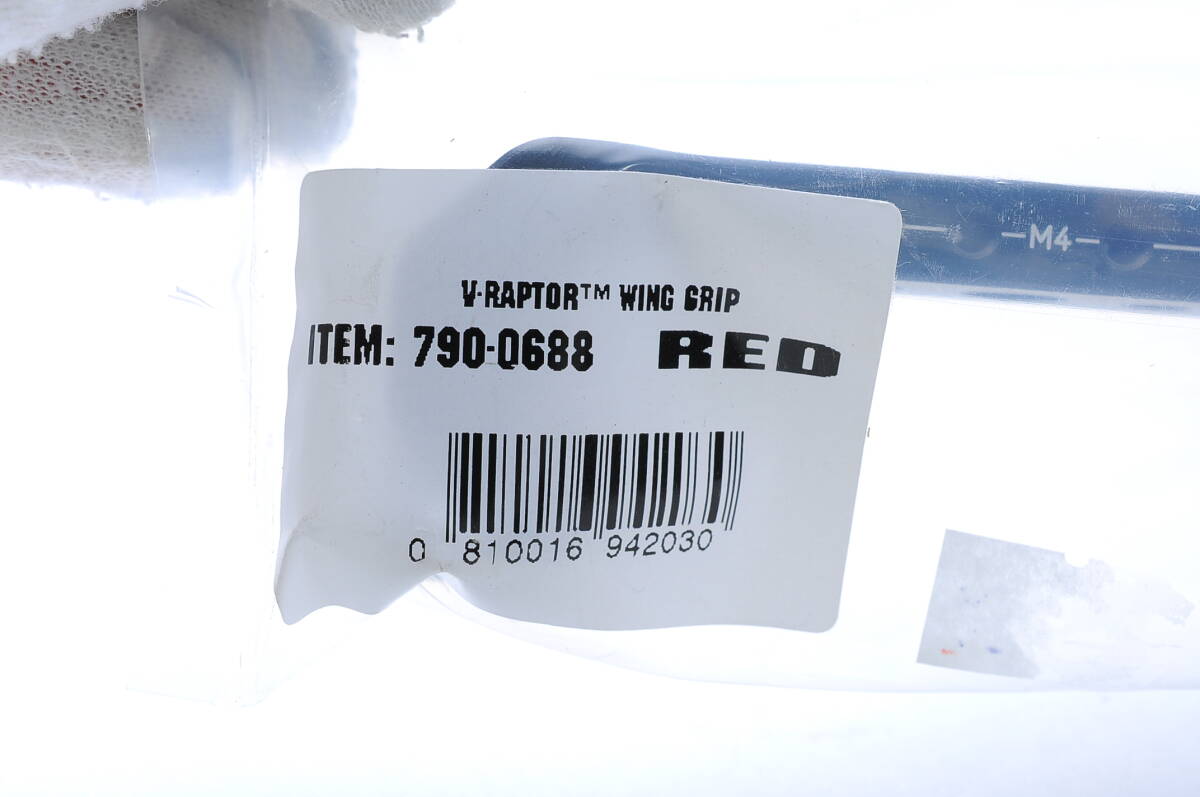 V-RAPTOR™ WING GRIP
ITEM: 790-0688 RED
0 810016 942030
M4